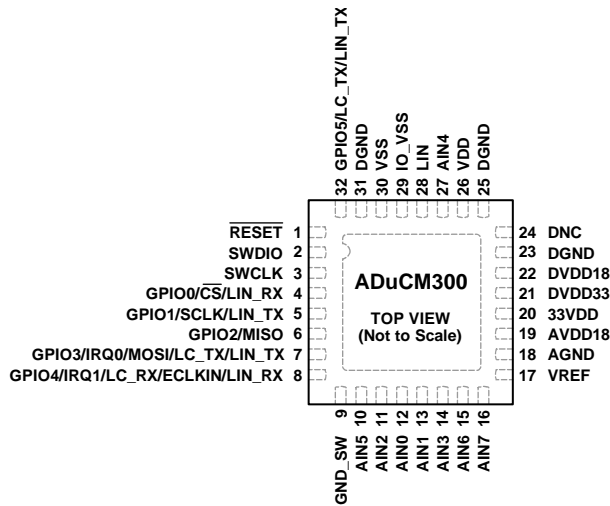 32 GPIO5/LC_TX/LIN_TX
31 DGND
30 VSS
29 IO_VSS
28 LIN
27 AIN4
26 VDD
25 DGND
RESET 1
SWDIO 2
SWCLK 3
GPIO0/CS/LIN_RX 4
GPIO1/SCLK/LIN_TX 5
GPIO2/MISO 6
GPIO3/IRQ0/MOSI/LC_TX/LIN_TX 7
GPIO4/IRQ1/LC_RX/ECLKIN/LIN_RX 8
ADuCM300
TOP VIEW
(Not to Scale)
24 DNC
23 DGND
22 DVDD18
21 DVDD33
20 33VDD
19 AVDD18
18 AGND
17 VREF
GND_SW 9
AIN5 10
AIN2 11
AIN0 12
AIN1 13
AIN3 14
AIN6 15
AIN7 16